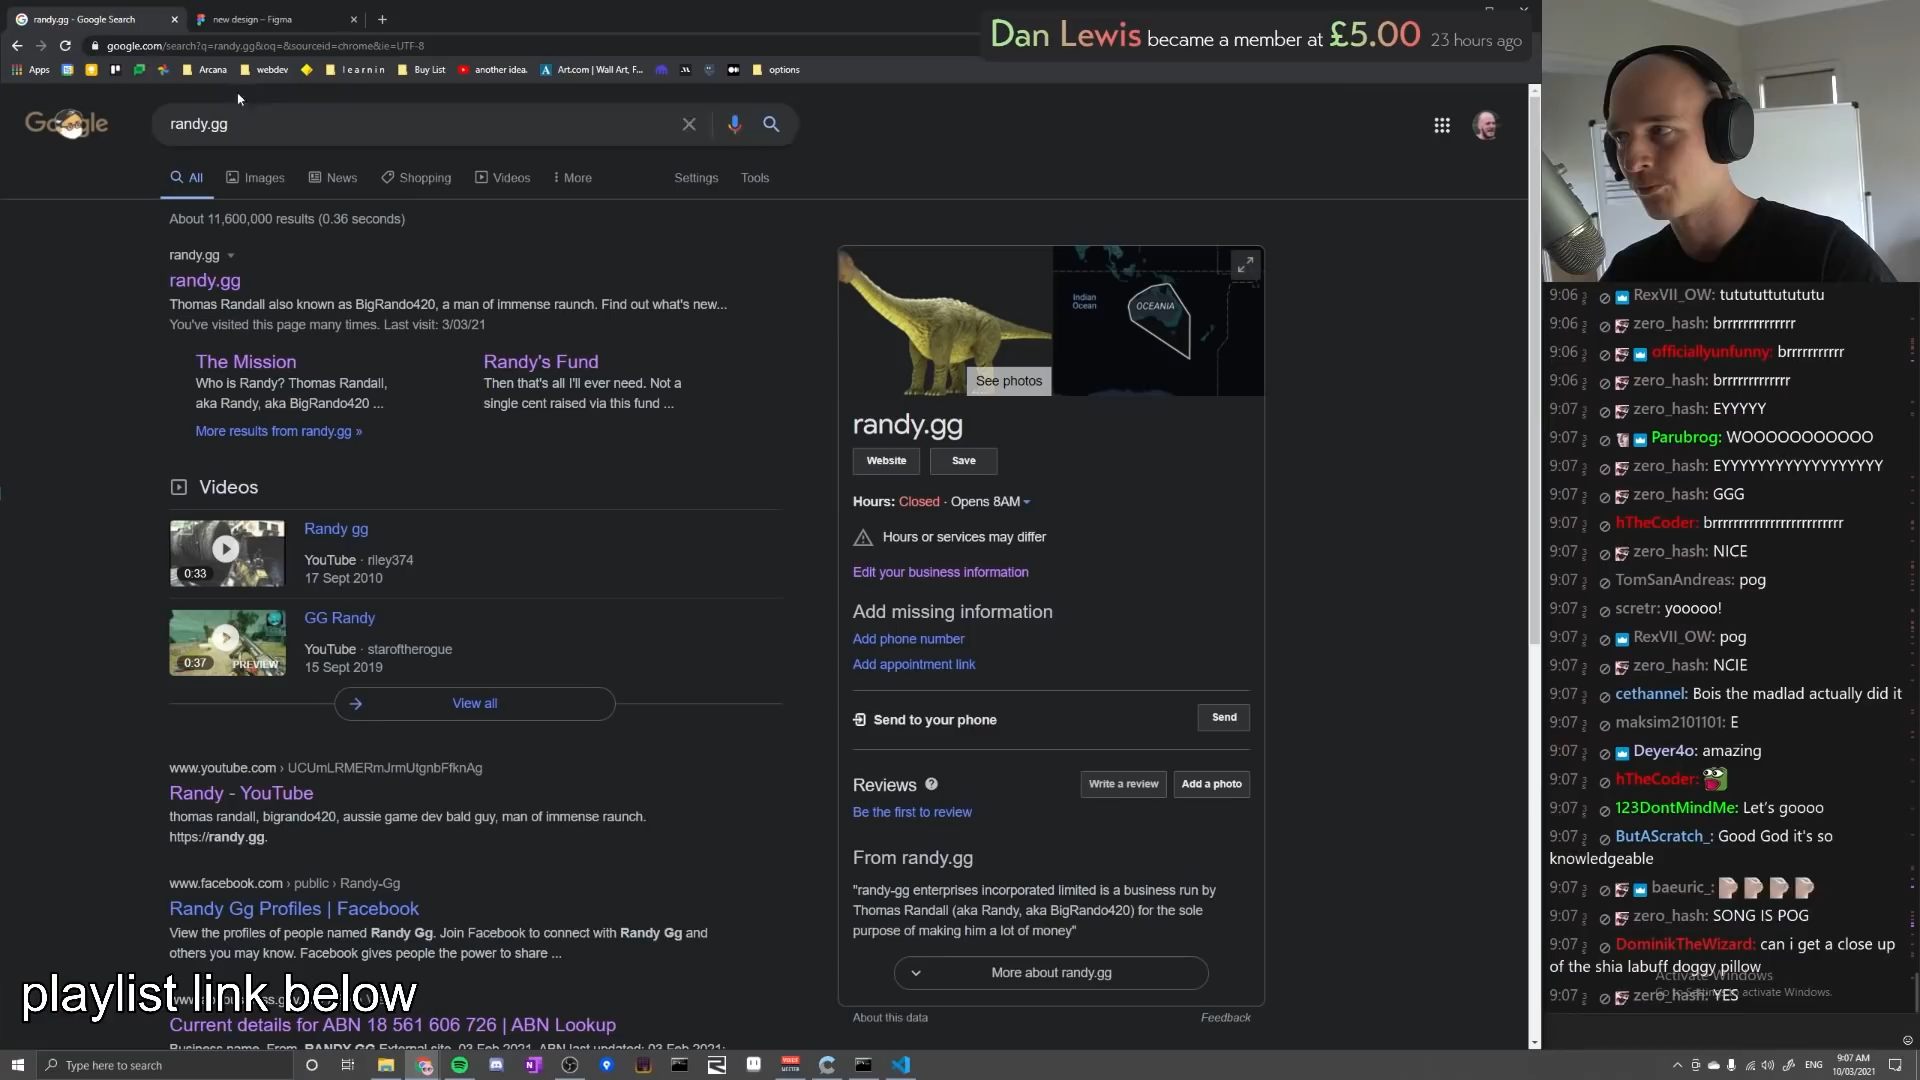 randy.gg - Google Search
new design – Figma
google.com/search?q=randy.gg&oq=&sourceid=chrome&ie=UTF-8
Apps
Arcana
webdev
l e a r n i n
Buy List
another idea.
Art.com | Wall Art, F...
options
Dan Lewis became a member at £5.00 23 hours ago
Google
randy.gg
All
Images
News
Shopping
Videos
More
Settings
Tools
About 11,600,000 results (0.36 seconds)
randy.gg
randy.gg
Thomas Randall also known as BigRando420, a man of immense raunch. Find out what's new...
You've visited this page many times. Last visit: 3/03/21
The Mission
Who is Randy? Thomas Randall,
aka Randy, aka BigRando420 ...
Randy's Fund
Then that's all I'll ever need. Not a
single cent raised via this fund ...
More results from randy.gg »
Videos
0:33
Randy gg
YouTube · riley374
17 Sept 2010
0:37
PREVIEW
GG Randy
YouTube · staroftherogue
15 Sept 2019
View all
www.youtube.com › UCUmLRMERmJrmUtgnbFfknAg
Randy - YouTube
thomas randall, bigrando420, aussie game dev bald guy, man of immense raunch.
https://randy.gg.
www.facebook.com › public › Randy-Gg
Randy Gg Profiles | Facebook
View the profiles of people named Randy Gg. Join Facebook to connect with Randy Gg and
others you may know. Facebook gives people the power to share ...
playlist link below
Current details for ABN 18 561 606 726 | ABN Lookup
Indian
Ocean
OCEANIA
See photos
randy.gg
Website
Save
Hours: Closed · Opens 8AM
Hours or services may differ
Edit your business information
Add missing information
Add phone number
Add appointment link
Send to your phone
Send
Reviews
Write a review
Add a photo
Be the first to review
From randy.gg
"randy-gg enterprises incorporated limited is a business run by
Thomas Randall (aka Randy, aka BigRando420) for the sole
purpose of making him a lot of money"
More about randy.gg
About this data
Feedback
9:06 RexVII_OW: tutututtutututu
9:06 zero_hash: brrrrrrrrrrrrr
9:06 officiallyunfunny: brrrrrrrrrr
9:06 zero_hash: brrrrrrrrrrrr
9:07 zero_hash: EYYYYY
9:07 Parubrog: WOOOOOOOOOOO
9:07 zero_hash: EYYYYYYYYYYYYYYYYYY
9:07 zero_hash: GGG
9:07 hTheCoder: brrrrrrrrrrrrrrrrrrrrrrr
9:07 zero_hash: NICE
9:07 TomSanAndreas: pog
9:07 scretr: yooooo!
9:07 RexVII_OW: pog
9:07 zero_hash: NCIE
9:07 cethannel: Bois the madlad actually did it
9:07 maksim2101101: E
9:07 Deyer4o: amazing
9:07 hTheCoder:
9:07 123DontMindMe: Let's goooo
9:07 ButAScratch_: Good God it's so
knowledgeable
9:07 baeuric_:
9:07 zero_hash: SONG IS POG
9:07 DominikTheWizard: can i get a close up
of the shia labuff doggy pillow
Activate Windows
9:07 zero_hash: YES
Go to Settings to activate Windows.
Type here to search
ENG
9:07 AM
10/03/2021